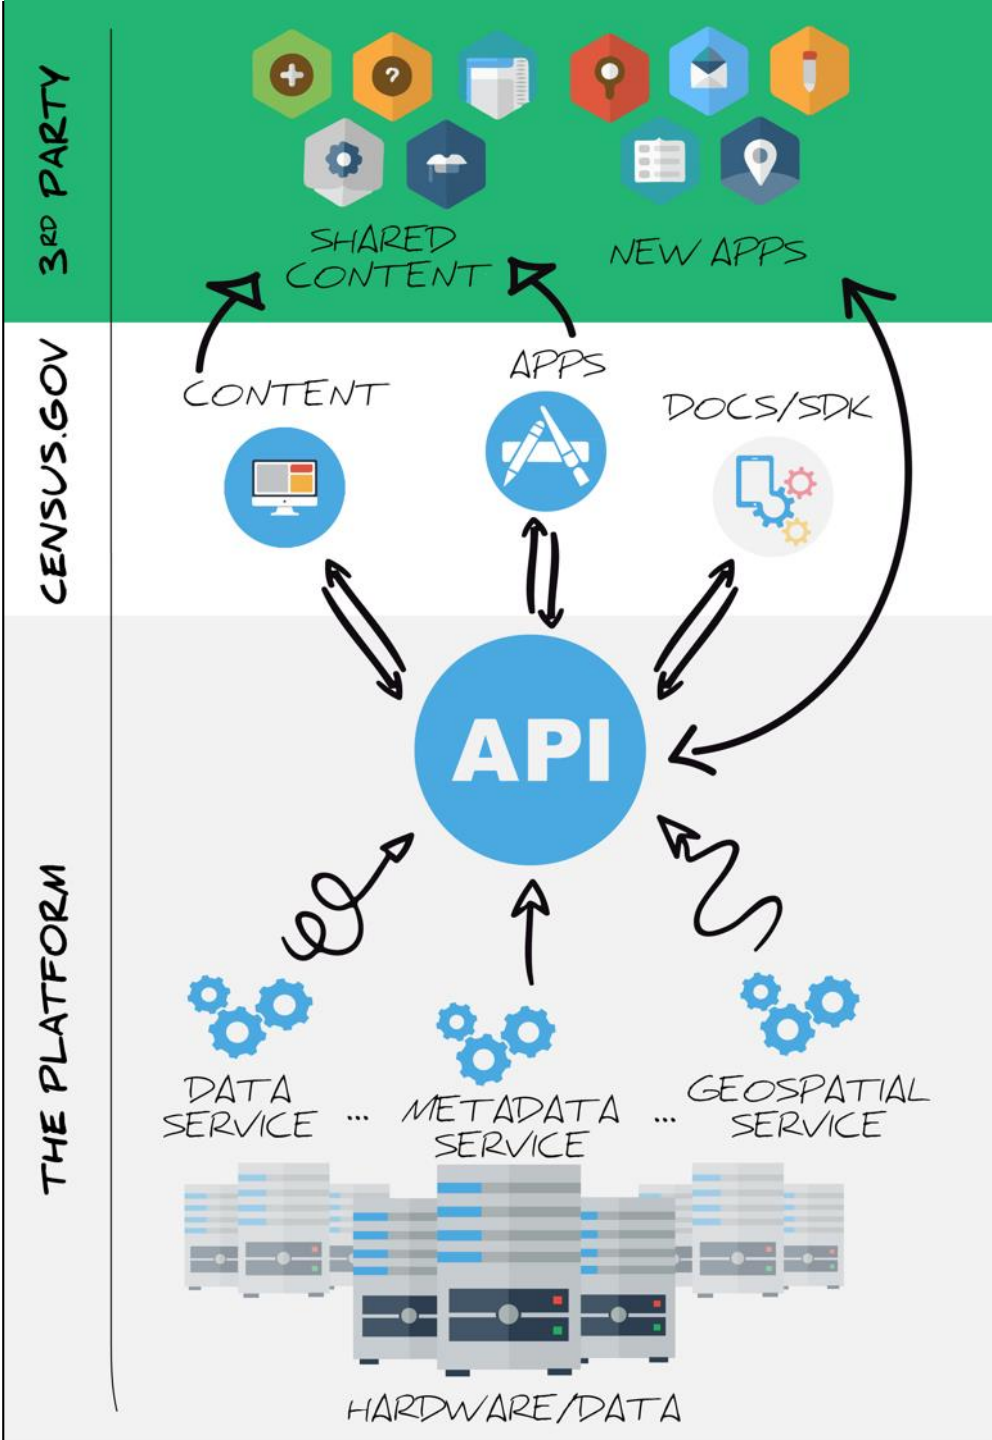 3RD PARTY
SHARED
CONTENT
NEW APPS
CENSUS.GOV
CONTENT
APPS
DOCS/SDK
THE PLATFORM
API
DATA
SERVICE
...
METADATA
SERVICE
...
GEOSPATIAL
SERVICE
HARDWARE/DATA